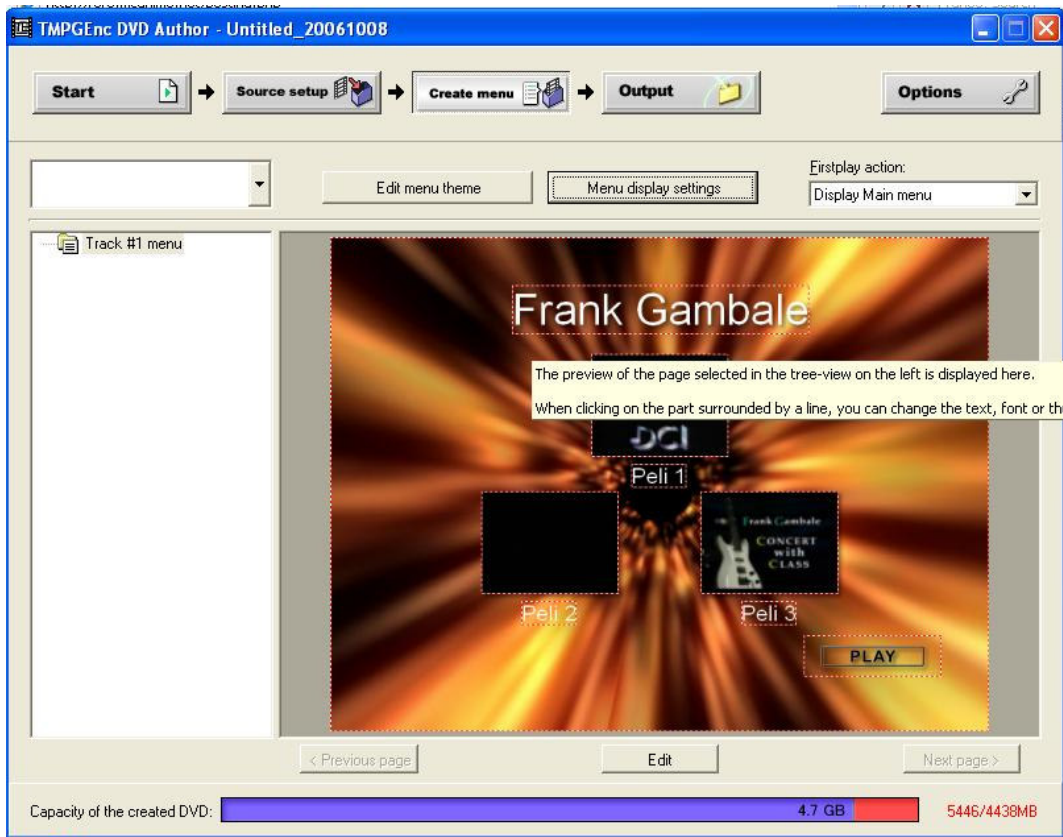 TMPGEnc DVD Author - Untitled_20061008
Start
Source setup
Create menu
Output
Options
Edit menu theme
Menu display settings
Firstplay action:
Display Main menu
Track #1 menu
Frank Gambale
The preview of the page selected in the tree-view on the left is displayed here.
When clicking on the part surrounded by a line, you can change the text, font or th
DCI
Peli 1
Frank Gambale
CONCERT
with
CLASS
Peli 2
Peli 3
PLAY
< Previous page
Edit
Next page >
Capacity of the created DVD:
4.7 GB
5446/4438MB